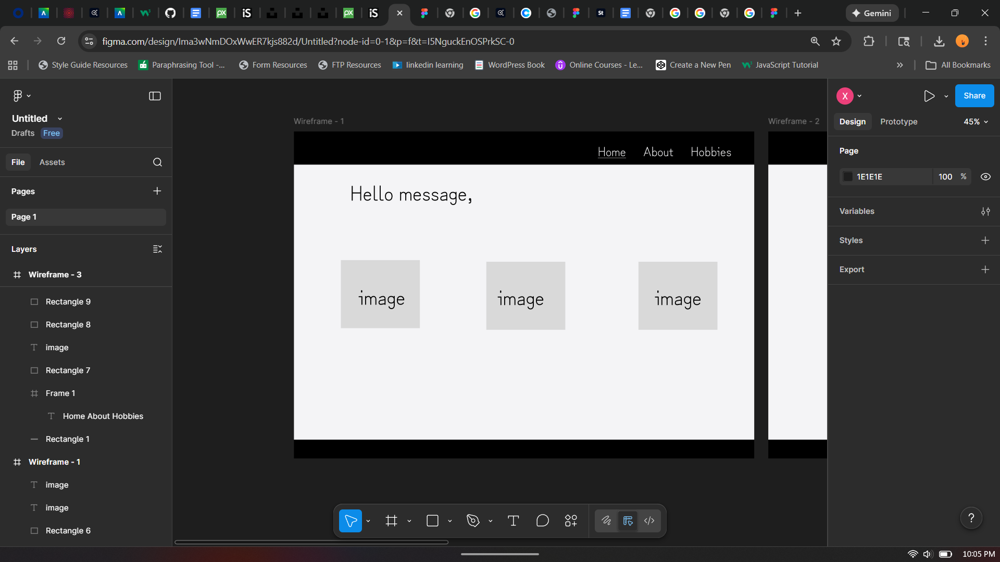 Gemini
figma.com/design/Ima3wNmDOxWwER7kjs882d/Untitled?node-id=0-1&p=f&t=I5NguckEnOSPrkSC-0
Style Guide Resources
Paraphrasing Tool -...
Form Resources
FTP Resources
linkedin learning
WordPress Book
Online Courses - Le...
Create a New Pen
JavaScript Tutorial
All Bookmarks
Untitled
Drafts Free
File Assets
Pages
Page 1
Layers
Wireframe - 3
Rectangle 9
Rectangle 8
image
Rectangle 7
Frame 1
Home About Hobbies
Rectangle 1
Wireframe - 1
image
image
Rectangle 6
Wireframe - 1
Home About Hobbies
Hello message,
image image image
Wireframe - 2
X
Share
Design Prototype 45%
Page
1E1E1E 100 %
Variables
Styles
Export
?
10:05 PM